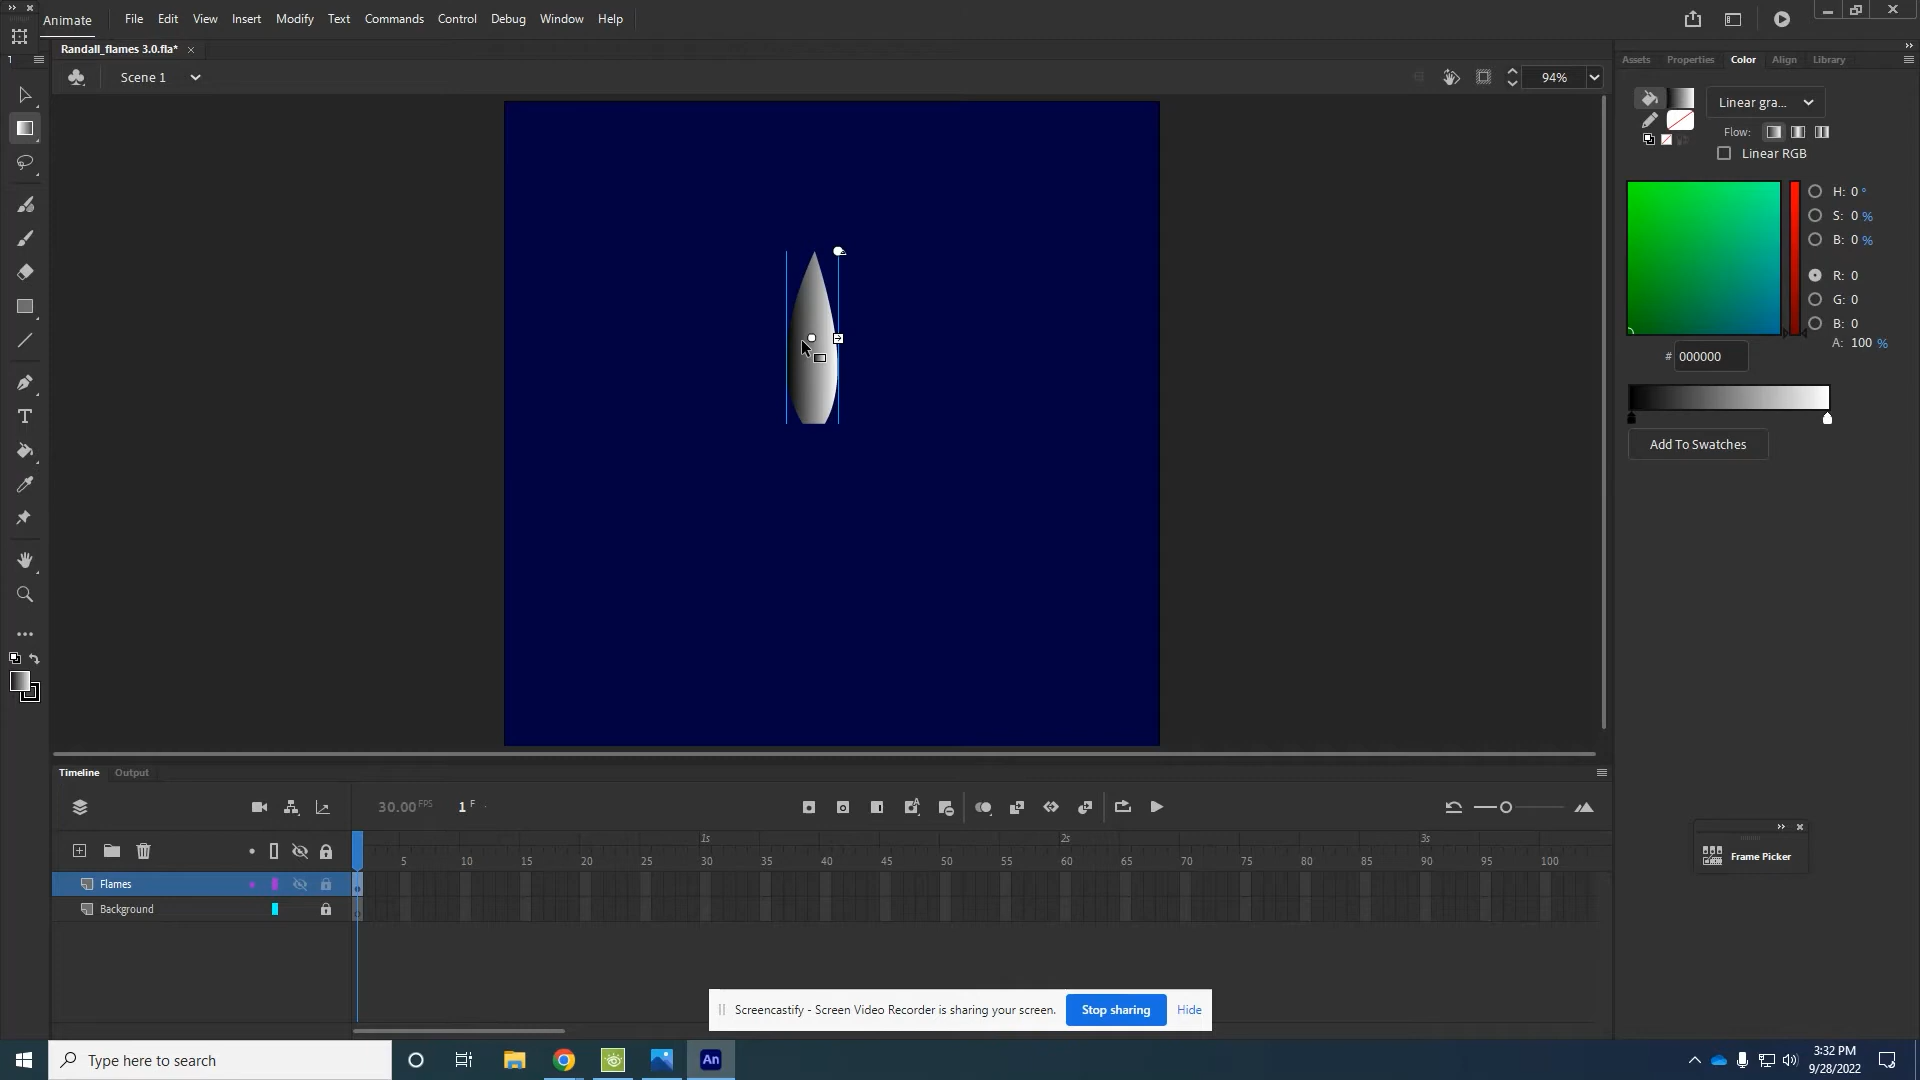 Animate File Edit View Insert Modify Text Commands Control Debug Window Help
Randall_flames 3.0.fla*
Scene 1
94%
Assets Properties Color Align Library
Linear gra...
Flow:
Linear RGB
H: 0 °
S: 0 %
B: 0 %
R: 0
G: 0
B: 0
A: 100 %
# 000000
Add To Swatches
Timeline Output
30.00 FPS 1 F
1s 2s 3s
5 10 15 20 25 30 35 40 45 50 55 60 65 70 75 80 85 90 95 100
Flames
Background
Frame Picker
Screencastify - Screen Video Recorder is sharing your screen. Stop sharing Hide
Type here to search
An
3:32 PM
9/28/2022